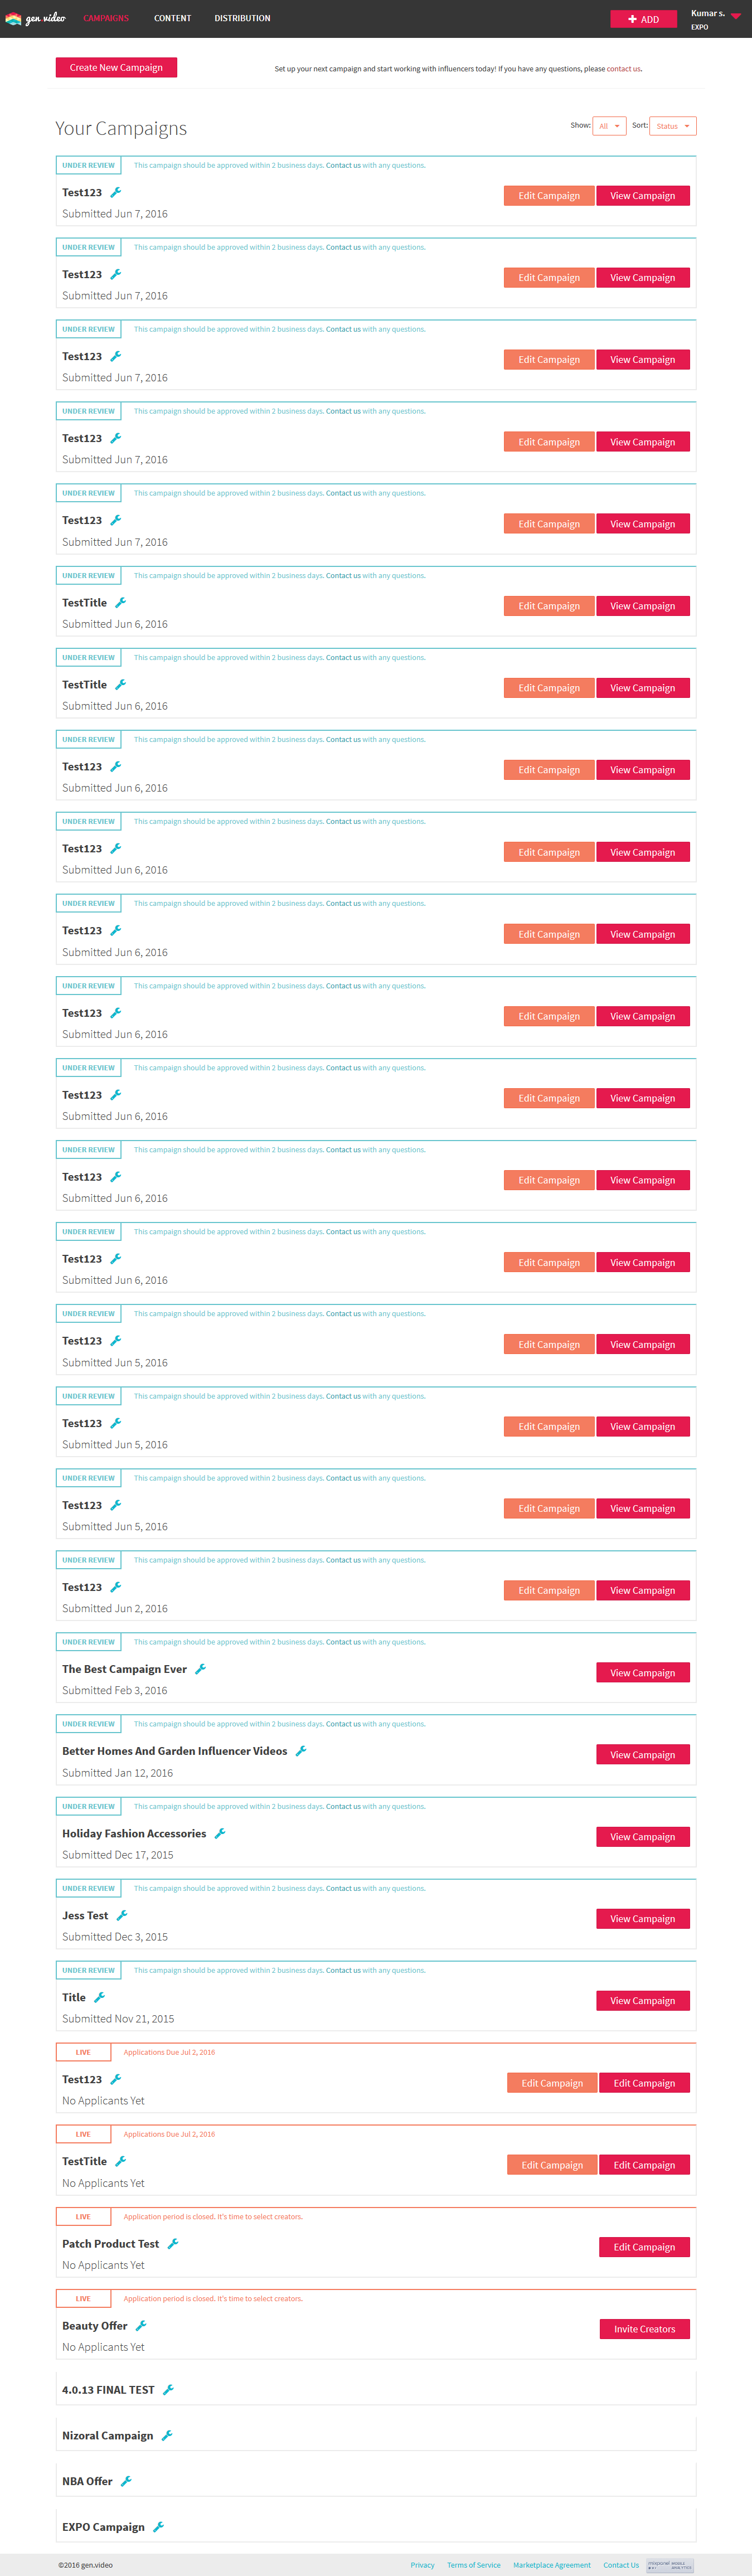 gen.video CAMPAIGNS CONTENT DISTRIBUTION ADD Kumar s.
EXPO
Create New Campaign Set up your next campaign and start working with influencers today! If you have any questions, please contact us.
Your Campaigns Show: All Sort: Status
UNDER REVIEW This campaign should be approved within 2 business days. Contact us with any questions.
Test123 Edit Campaign View Campaign
Submitted Jun 7, 2016
UNDER REVIEW This campaign should be approved within 2 business days. Contact us with any questions.
Test123 Edit Campaign View Campaign
Submitted Jun 7, 2016
UNDER REVIEW This campaign should be approved within 2 business days. Contact us with any questions.
Test123 Edit Campaign View Campaign
Submitted Jun 7, 2016
UNDER REVIEW This campaign should be approved within 2 business days. Contact us with any questions.
Test123 Edit Campaign View Campaign
Submitted Jun 7, 2016
UNDER REVIEW This campaign should be approved within 2 business days. Contact us with any questions.
Test123 Edit Campaign View Campaign
Submitted Jun 7, 2016
UNDER REVIEW This campaign should be approved within 2 business days. Contact us with any questions.
TestTitle Edit Campaign View Campaign
Submitted Jun 6, 2016
UNDER REVIEW This campaign should be approved within 2 business days. Contact us with any questions.
TestTitle Edit Campaign View Campaign
Submitted Jun 6, 2016
UNDER REVIEW This campaign should be approved within 2 business days. Contact us with any questions.
Test123 Edit Campaign View Campaign
Submitted Jun 6, 2016
UNDER REVIEW This campaign should be approved within 2 business days. Contact us with any questions.
Test123 Edit Campaign View Campaign
Submitted Jun 6, 2016
UNDER REVIEW This campaign should be approved within 2 business days. Contact us with any questions.
Test123 Edit Campaign View Campaign
Submitted Jun 6, 2016
UNDER REVIEW This campaign should be approved within 2 business days. Contact us with any questions.
Test123 Edit Campaign View Campaign
Submitted Jun 6, 2016
UNDER REVIEW This campaign should be approved within 2 business days. Contact us with any questions.
Test123 Edit Campaign View Campaign
Submitted Jun 6, 2016
UNDER REVIEW This campaign should be approved within 2 business days. Contact us with any questions.
Test123 Edit Campaign View Campaign
Submitted Jun 6, 2016
UNDER REVIEW This campaign should be approved within 2 business days. Contact us with any questions.
Test123 Edit Campaign View Campaign
Submitted Jun 6, 2016
UNDER REVIEW This campaign should be approved within 2 business days. Contact us with any questions.
Test123 Edit Campaign View Campaign
Submitted Jun 5, 2016
UNDER REVIEW This campaign should be approved within 2 business days. Contact us with any questions.
Test123 Edit Campaign View Campaign
Submitted Jun 5, 2016
UNDER REVIEW This campaign should be approved within 2 business days. Contact us with any questions.
Test123 Edit Campaign View Campaign
Submitted Jun 5, 2016
UNDER REVIEW This campaign should be approved within 2 business days. Contact us with any questions.
Test123 Edit Campaign View Campaign
Submitted Jun 2, 2016
UNDER REVIEW This campaign should be approved within 2 business days. Contact us with any questions.
The Best Campaign Ever View Campaign
Submitted Feb 3, 2016
UNDER REVIEW This campaign should be approved within 2 business days. Contact us with any questions.
Better Homes And Garden Influencer Videos View Campaign
Submitted Jan 12, 2016
UNDER REVIEW This campaign should be approved within 2 business days. Contact us with any questions.
Holiday Fashion Accessories View Campaign
Submitted Dec 17, 2015
UNDER REVIEW This campaign should be approved within 2 business days. Contact us with any questions.
Jess Test View Campaign
Submitted Dec 3, 2015
UNDER REVIEW This campaign should be approved within 2 business days. Contact us with any questions.
Title View Campaign
Submitted Nov 21, 2015
LIVE Applications Due Jul 2, 2016
Test123 Edit Campaign Edit Campaign
No Applicants Yet
LIVE Applications Due Jul 2, 2016
TestTitle Edit Campaign Edit Campaign
No Applicants Yet
LIVE Application period is closed. It's time to select creators.
Patch Product Test Edit Campaign
No Applicants Yet
LIVE Application period is closed. It's time to select creators.
Beauty Offer Invite Creators
No Applicants Yet
4.0.13 FINAL TEST
Nizoral Campaign
NBA Offer
EXPO Campaign
©2016 gen.video Privacy Terms of Service Marketplace Agreement Contact Us